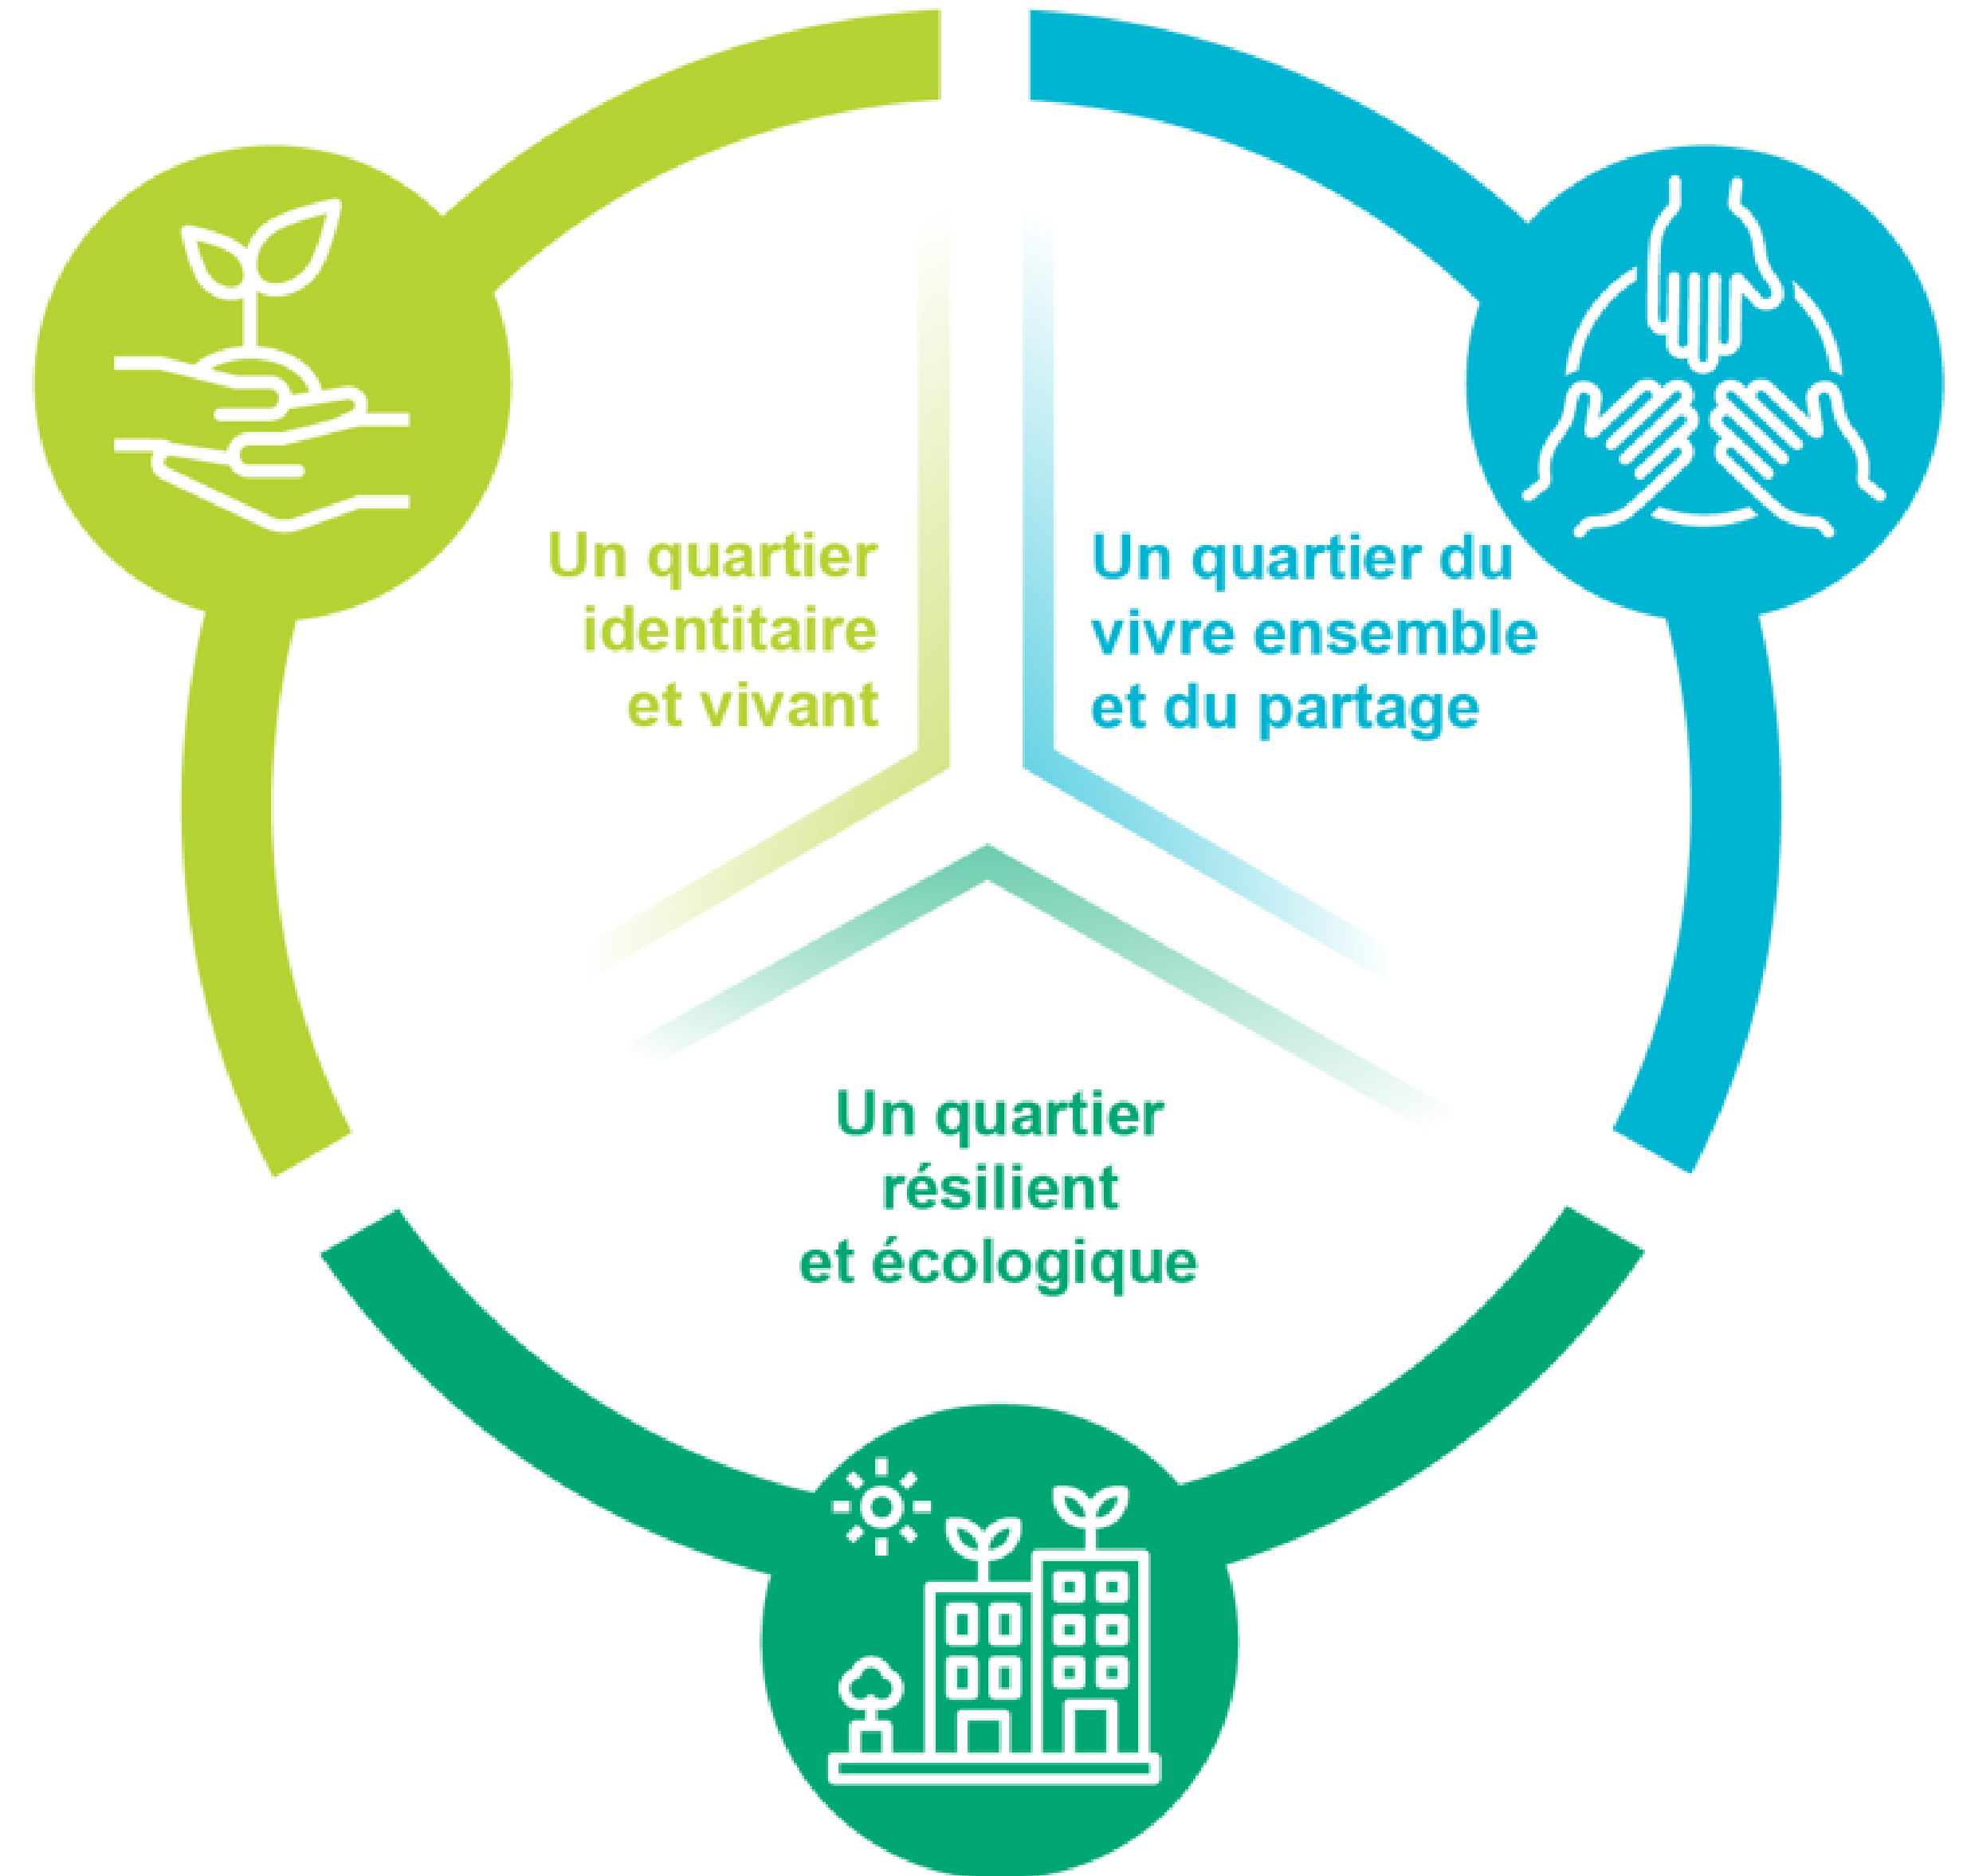 Un quartier
identitaire
et vivant
Un quartier du
vivre ensemble
et du partage
Un quartier
résilient
et écologique